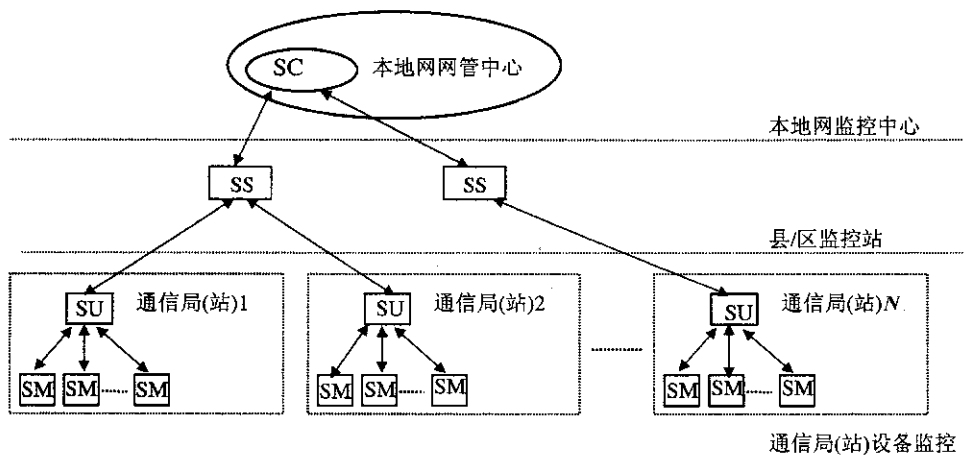 SC 本地网网管中心
本地网监控中心
SS SS
县/区监控站
SU 通信局(站)1 SU 通信局(站)2 SU 通信局(站)N
SM SM SM SM SM SM SM SM SM
通信局(站)设备监控